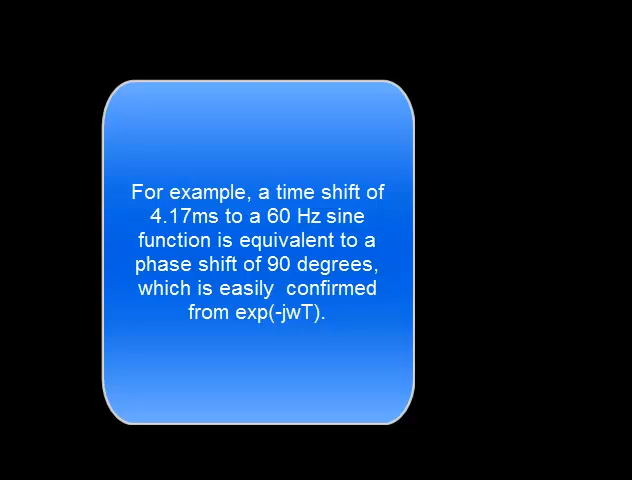 For example, a time shift of
4.17ms to a 60 Hz sine
function is equivalent to a
phase shift of 90 degrees,
which is easily  confirmed
from exp(-jwT).